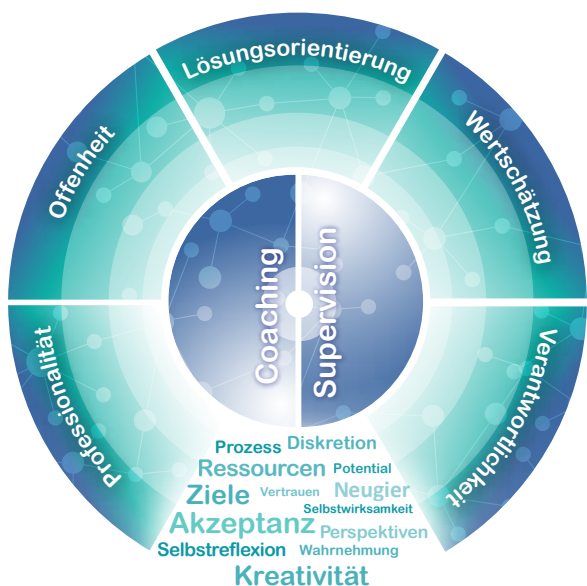 Lösungsorientierung
Offenheit
Wertschätzung
Professionalität
Verantwortlichkeit
Coaching
Supervision
Prozess Diskretion
Ressourcen Potential
Ziele Vertrauen Neugier
Selbstwirksamkeit
Akzeptanz Perspektiven
Selbstreflexion Wahrnehmung
Kreativität